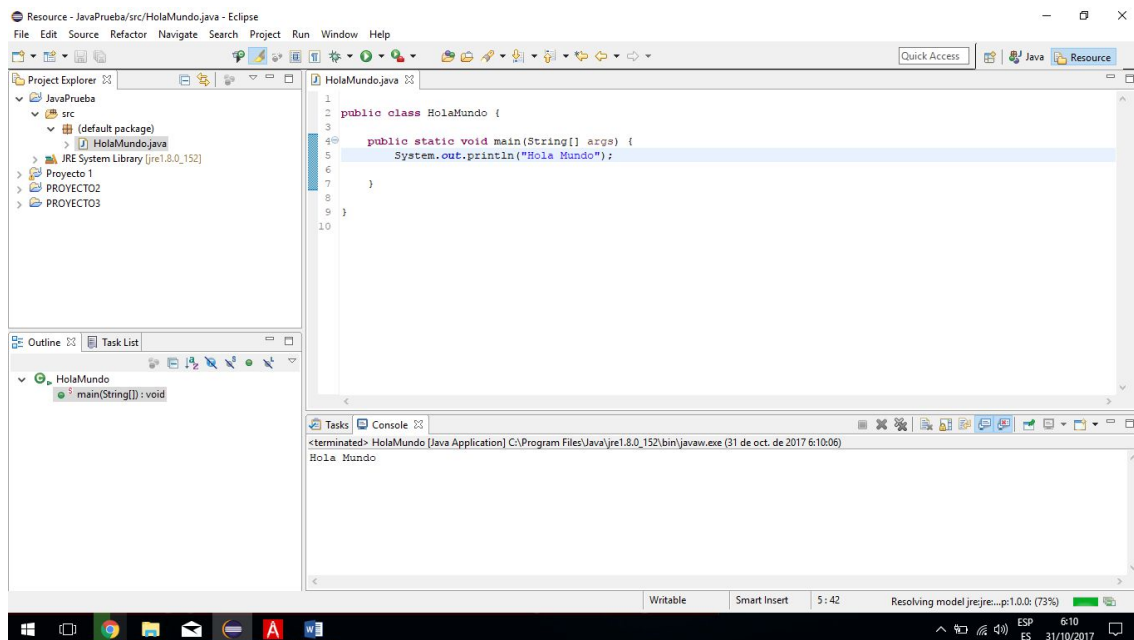 Resource - JavaPrueba/src/HolaMundo.java - Eclipse
File Edit Source Refactor Navigate Search Project Run Window Help
Quick Access
Java
Resource
Project Explorer
JavaPrueba
src
(default package)
HolaMundo.java
JRE System Library [jre1.8.0_152]
Proyecto 1
PROYECTO2
PROYECTO3
HolaMundo.java
1
2 public class HolaMundo {
3
4 public static void main(String[] args) {
5 System.out.println("Hola Mundo");
6
7 }
8
9 }
10
Outline Task List
HolaMundo
main(String[]) : void
Tasks Console
<terminated> HolaMundo [Java Application] C:\Program Files\Java\jre1.8.0_152\bin\javaw.exe (31 de oct. de 2017 6:10:06)
Hola Mundo
Writable Smart Insert 5 : 42 Resolving model jre:jre:...p:1.0.0: (73%)
ESP
ES
6:10
31/10/2017